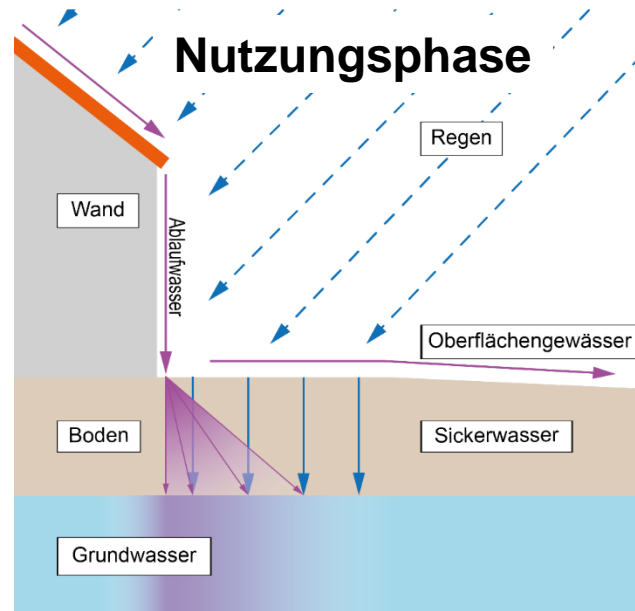 Nutzungsphase
Regen
Wand
Ablaufwasser
Oberflächengewässer
Boden
Sickerwasser
Grundwasser